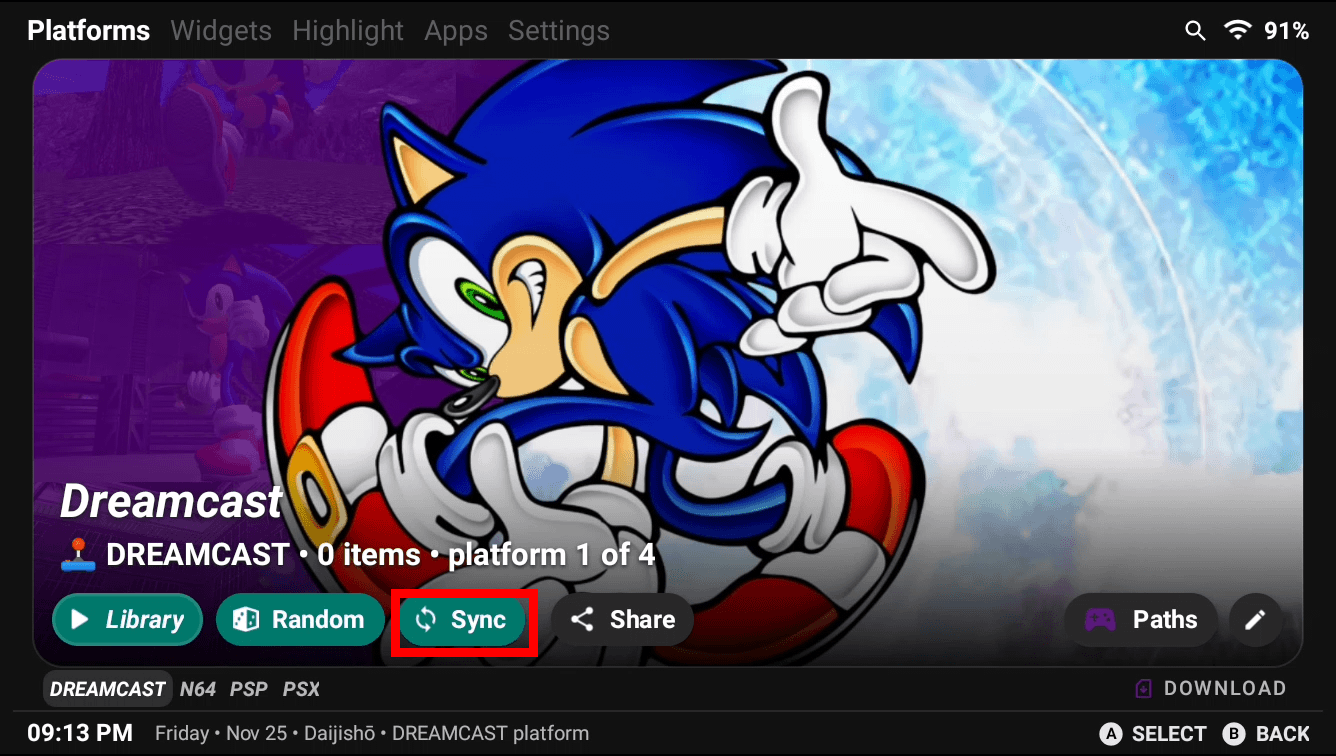 Platforms Widgets Highlight Apps Settings 91%
Dreamcast
DREAMCAST • 0 items • platform 1 of 4
Library Random Sync Share Paths
DREAMCAST N64 PSP PSX DOWNLOAD
09:13 PM Friday • Nov 25 • Daijishō • DREAMCAST platform A SELECT B BACK